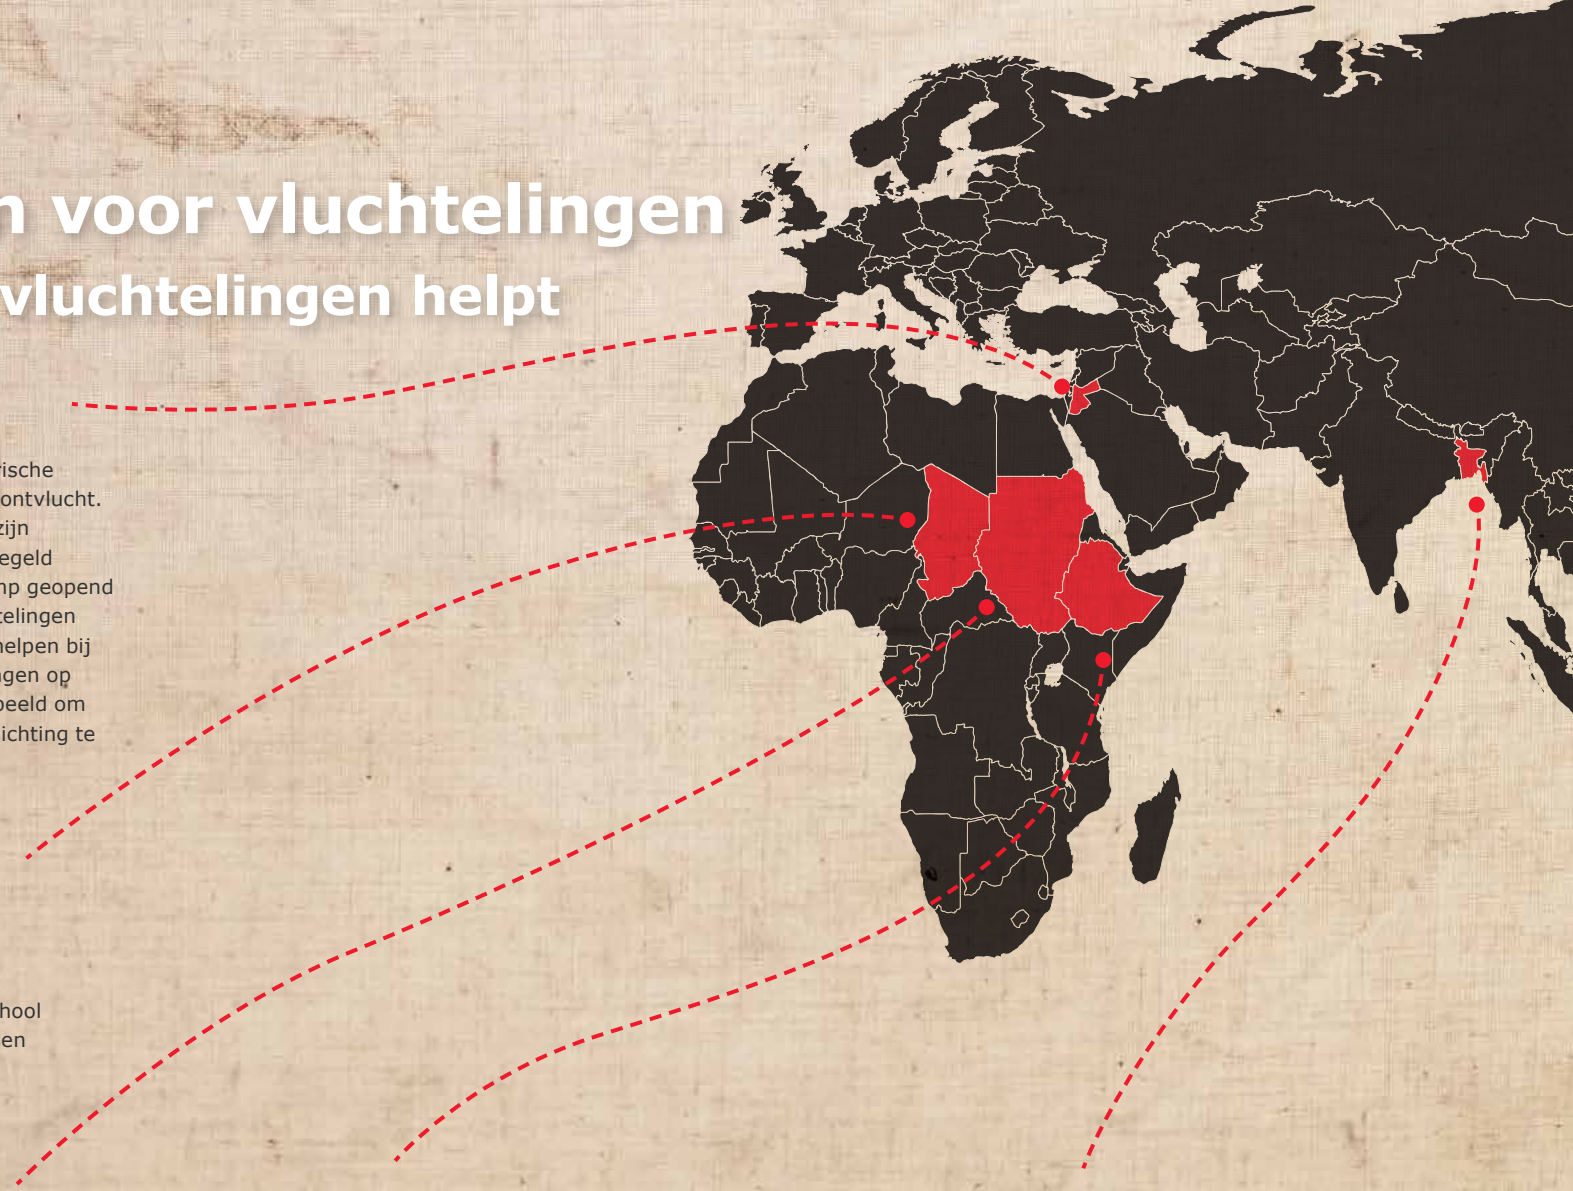 n voor vluchtelingen
vluchtelingen helpt
rische
ontvlucht.
zijn
egeld
mp geopend
telingen
helpen bij
ngen op
beeld om
ichting te
hool
en